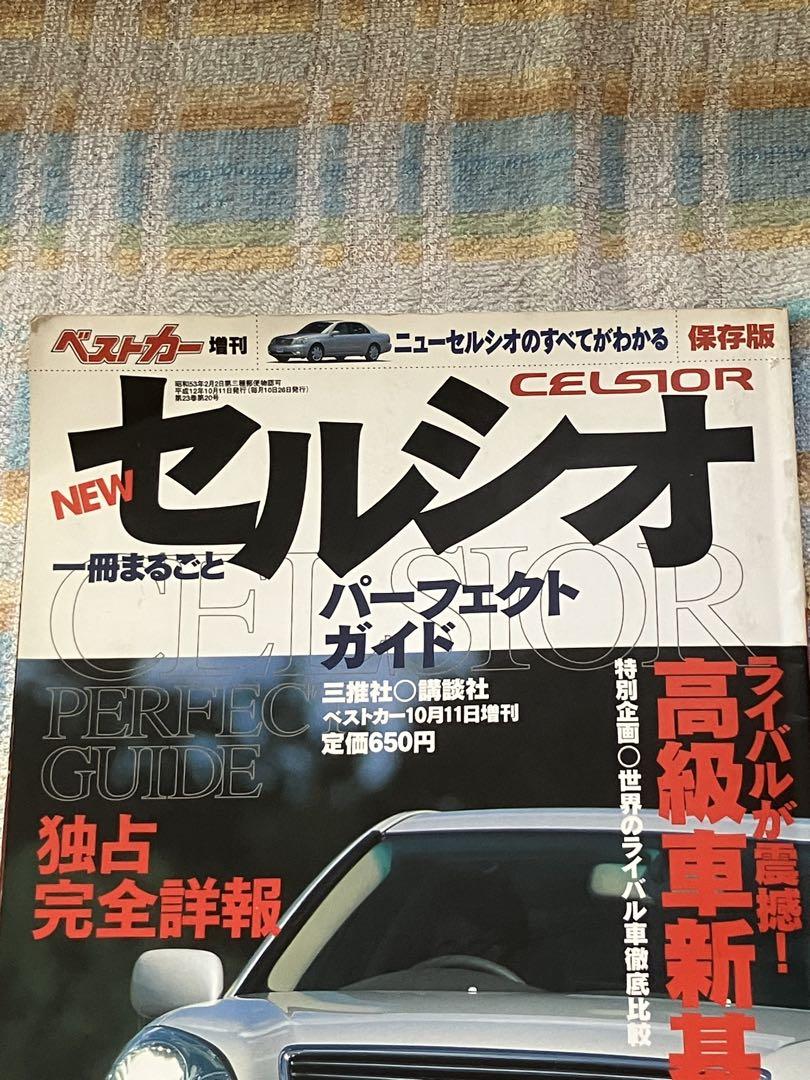 ベストカー 増刊
ニューセルシオのすべてがわかる
保存版
昭和53年2月2日第三種郵便物認可
平成12年10月11日発行(毎月10日26日発行)
第23巻第20号
CELSIOR
NEW
セルシオ
一冊まるごと
CELSIOR
パーフェクト
ガイド
PERFECT
GUIDE
三推社○講談社
ベストカー10月11日増刊
定価650円
独占
完全詳報
ライバルが震撼!
高級車新基
特別企画○世界のライバル車徹底比較